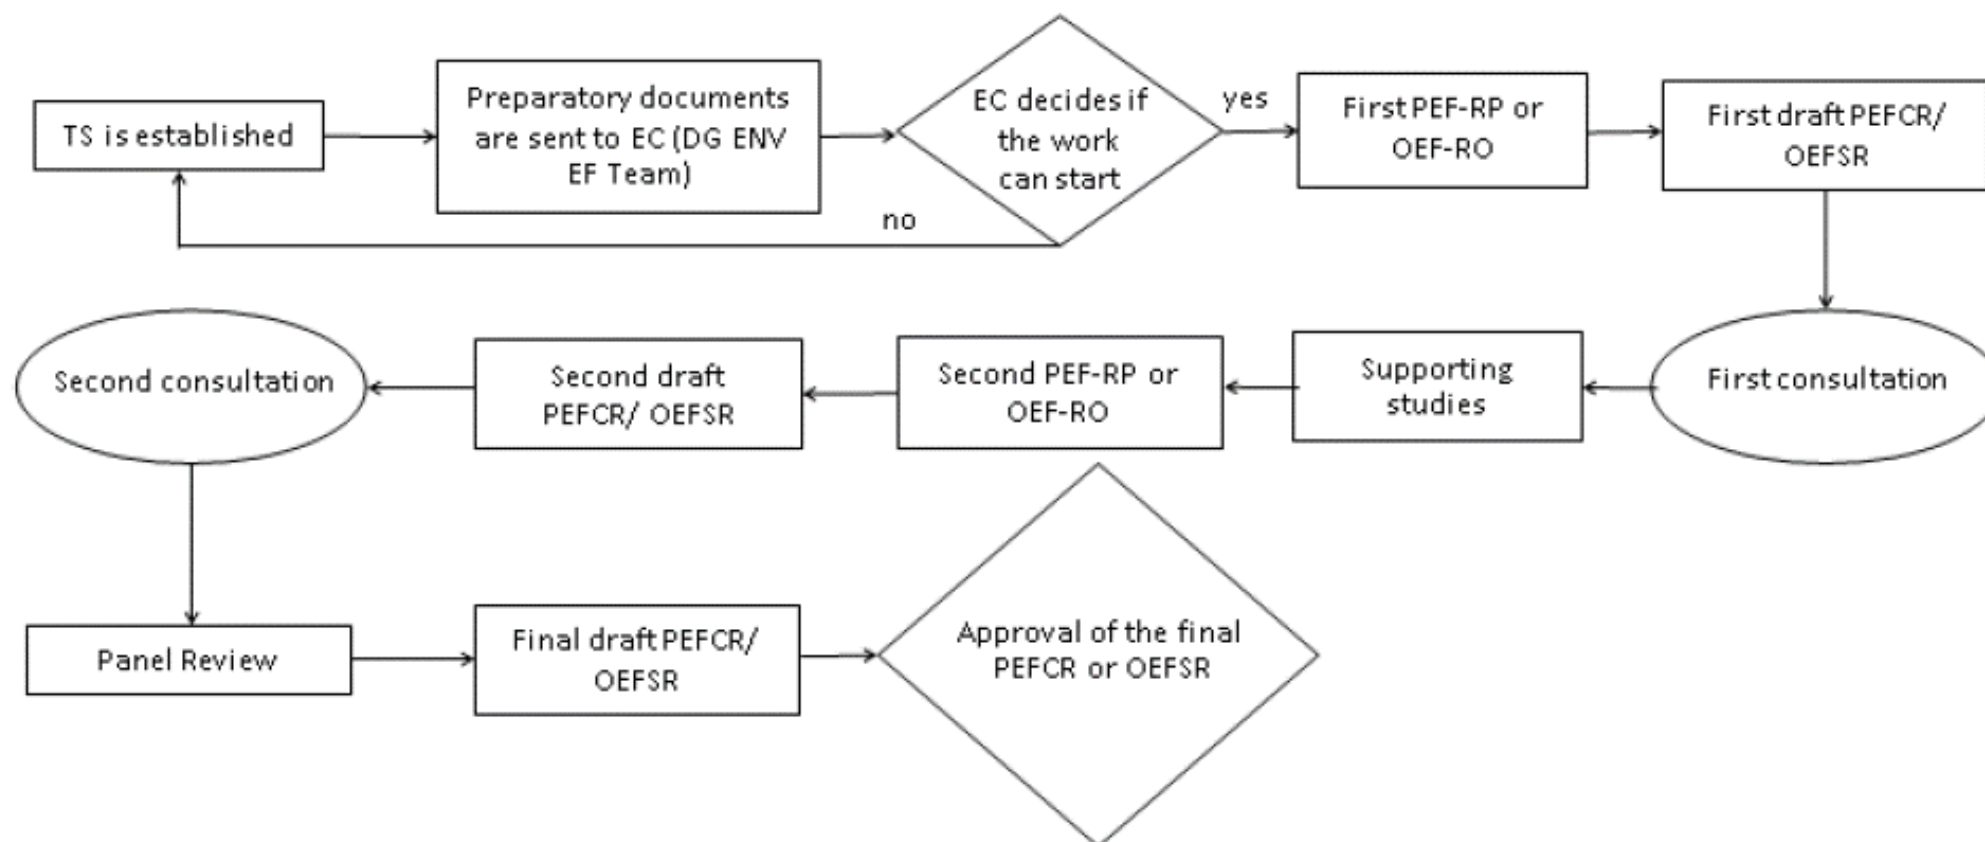 TS is established
Preparatory documents
are sent to EC (DG ENV
EF Team)
EC decides if
the work
can start
yes
no
First PEF-RP or
OEF-RO
First draft PEFCR/
OEFSR
First consultation
Supporting
studies
Second PEF-RP or
OEF-RO
Second draft
PEFCR/ OEFSR
Second consultation
Panel Review
Final draft PEFCR/
OEFSR
Approval of the final
PEFCR or OEFSR